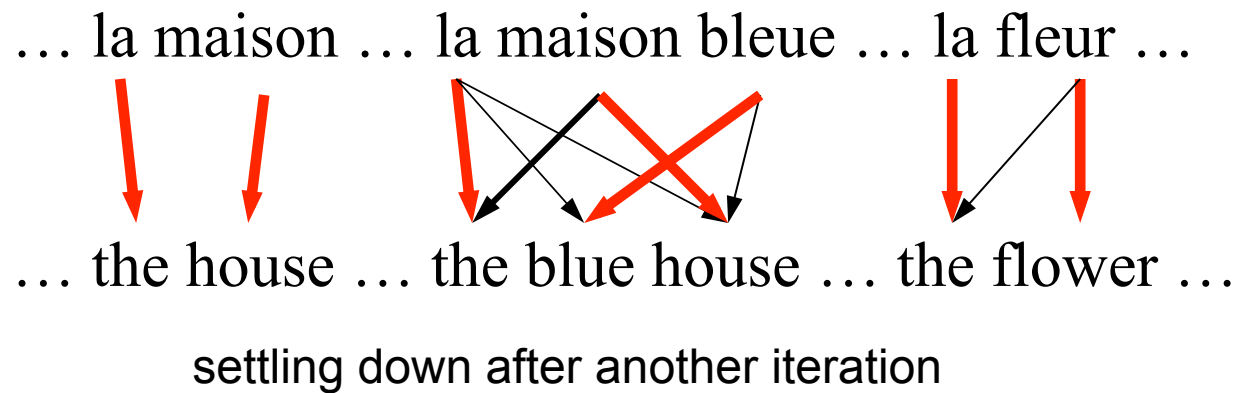 … la maison … la maison bleue … la fleur …
… the house … the blue house … the flower …
settling down after another iteration